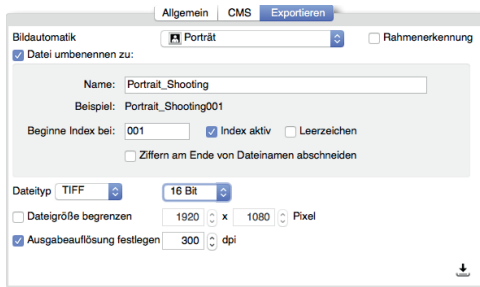 Allgemein CMS Exportieren
Bildautomatik Porträt Rahmenerkennung
Datei umbenennen zu:
Name: Portrait_Shooting
Beispiel: Portrait_Shooting001
Beginne Index bei: 001 Index aktiv Leerzeichen
Ziffern am Ende von Dateinamen abschneiden
Dateityp TIFF 16 Bit
Dateigröße begrenzen 1920 x 1080 Pixel
Ausgabeauflösung festlegen 300 dpi